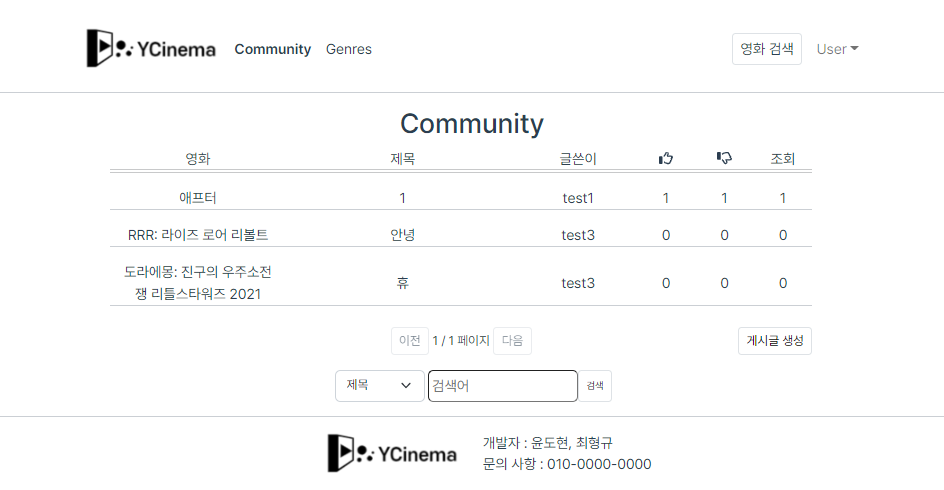 YCinema Community Genres 영화 검색 User
Community
영화 제목 글쓴이 조회
애프터 1 test1 1 1 1
RRR: 라이즈 로어 리볼트 안녕 test3 0 0 0
도라에몽: 진구의 우주소전
쟁 리틀스타워즈 2021 휴 test3 0 0 0
이전 1 / 1 페이지 다음 게시글 생성
제목 검색어 검색
YCinema 개발자 : 윤도현, 최형규
문의 사항 : 010-0000-0000